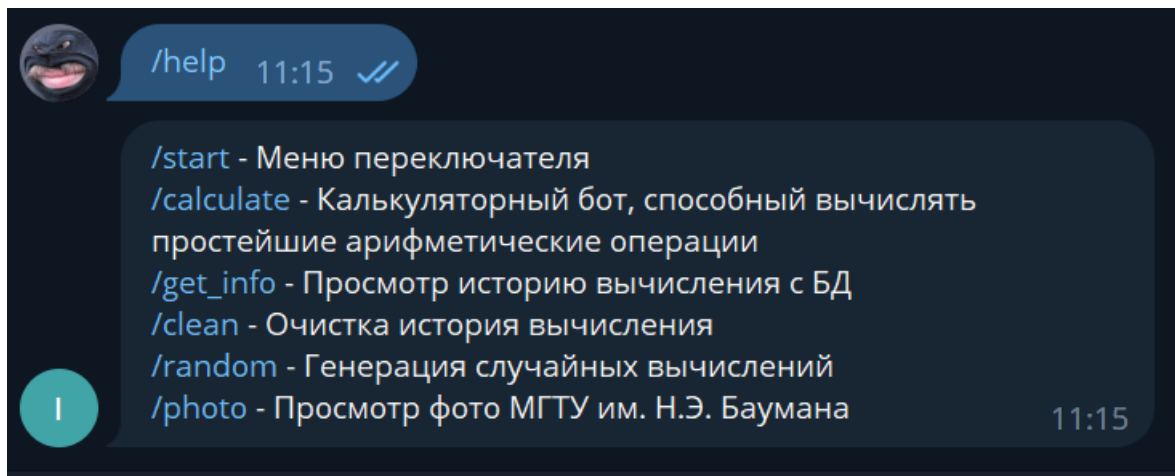 /help 11:15
/start - Меню переключателя
/calculate - Калькуляторный бот, способный вычислять
простейшие арифметические операции
/get_info - Просмотр историю вычисления с БД
/clean - Очистка история вычисления
/random - Генерация случайных вычислений
/photo - Просмотр фото МГТУ им. Н.Э. Баумана
I 11:15